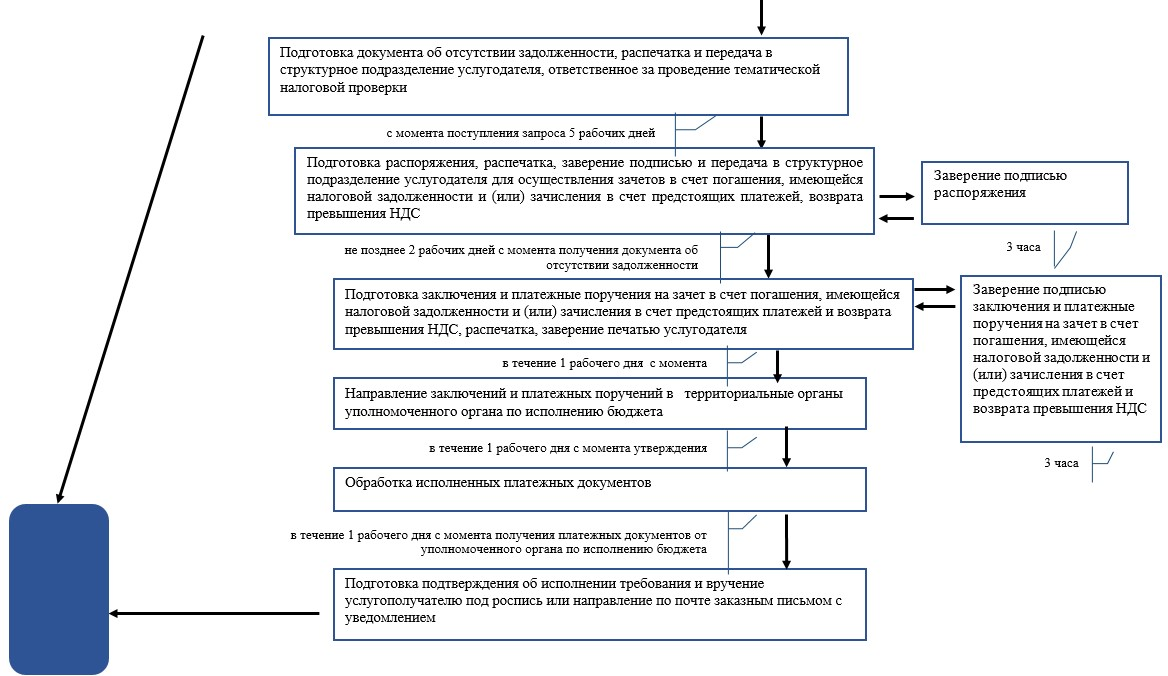 Подготовка документа об отсутствии задолженности, распечатка и передача в
структурное подразделение услугодателя, ответственное за проведение тематической
налоговой проверки
с момента поступления запроса 5 рабочих дней
Подготовка распоряжения, распечатка, заверение подписью и передача в структурное
подразделение услугодателя для осуществления зачетов в счет погашения, имеющейся
налоговой задолженности и (или) зачисления в счет предстоящих платежей, возврата
превышения НДС
Заверение подписью
распоряжения
не позднее 2 рабочих дней с момента получения документа об
отсутствии задолженности
3 часа
Подготовка заключения и платежные поручения на зачет в счет погашения, имеющейся
налоговой задолженности и (или) зачисления в счет предстоящих платежей и возврата
превышения НДС, распечатка, заверение печатью услугодателя
Заверение подписью
заключения и платежные
поручения на зачет в счет
погашения, имеющейся
налоговой задолженности и
(или) зачисления в счет
предстоящих платежей и
возврата превышения НДС
в течение 1 рабочего дня с момента
Направление заключений и платежных поручений в территориальные органы
уполномоченного органа по исполнению бюджета
в течение 1 рабочего дня с момента утверждения
3 часа
Обработка исполненных платежных документов
в течение 1 рабочего дня с момента получения платежных документов от
уполномоченного органа по исполнению бюджета
Подготовка подтверждения об исполнении требования и вручение
услугополучателю под роспись или направление по почте заказным письмом с
уведомлением